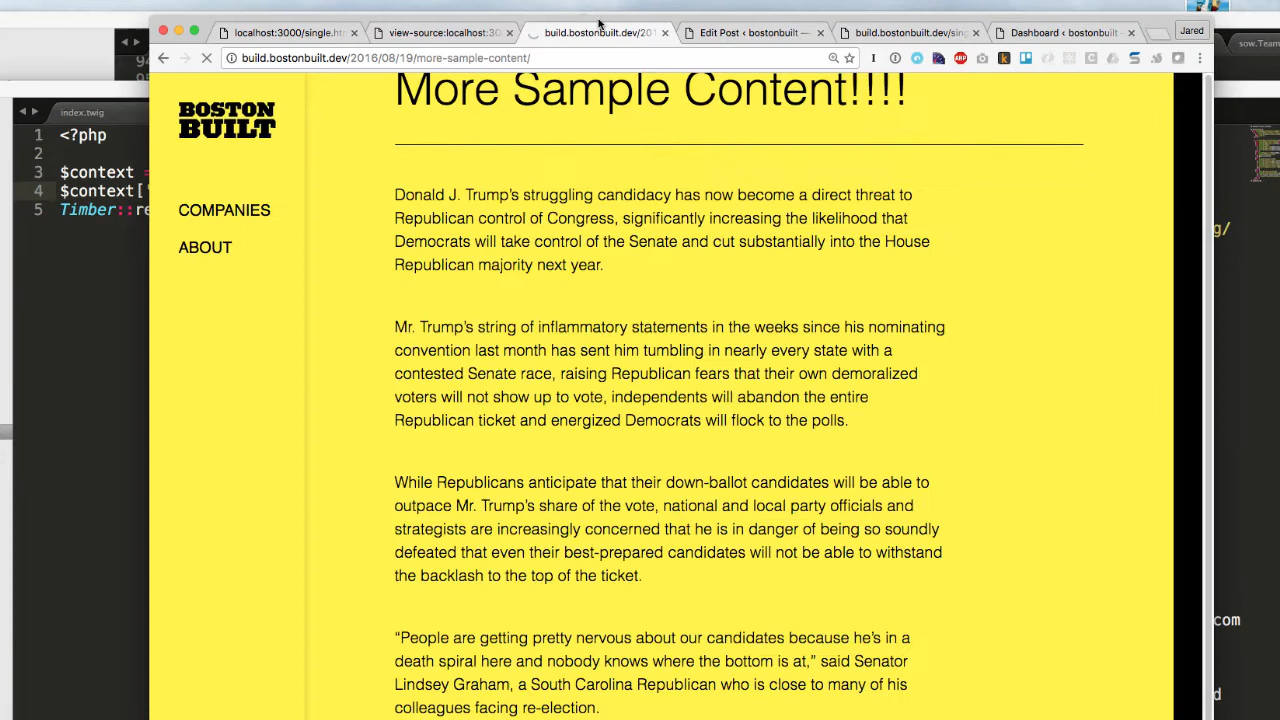 localhost:3000/single.ht
view-source:localhost:30
build.bostonbuilt.dev/201
Edit Post ‹ bostonbuilt —
build.bostonbuilt.dev/sing
Dashboard ‹ bostonbuilt —
Jared
build.bostonbuilt.dev/2016/08/19/more-sample-content/
sow.Team
94
95
index.twig
1 <?php
2
3 $context =
4 $context['
5 Timber::re
BOSTON
BUILT
COMPANIES
ABOUT
More Sample Content!!!!
Donald J. Trump’s struggling candidacy has now become a direct threat to
Republican control of Congress, significantly increasing the likelihood that
Democrats will take control of the Senate and cut substantially into the House
Republican majority next year.
Mr. Trump’s string of inflammatory statements in the weeks since his nominating
convention last month has sent him tumbling in nearly every state with a
contested Senate race, raising Republican fears that their own demoralized
voters will not show up to vote, independents will abandon the entire
Republican ticket and energized Democrats will flock to the polls.
While Republicans anticipate that their down-ballot candidates will be able to
outpace Mr. Trump’s share of the vote, national and local party officials and
strategists are increasingly concerned that he is in danger of being so soundly
defeated that even their best-prepared candidates will not be able to withstand
the backlash to the top of the ticket.
“People are getting pretty nervous about our candidates because he’s in a
death spiral here and nobody knows where the bottom is at,” said Senator
Lindsey Graham, a South Carolina Republican who is close to many of his
colleagues facing re-election.
g/
com
d